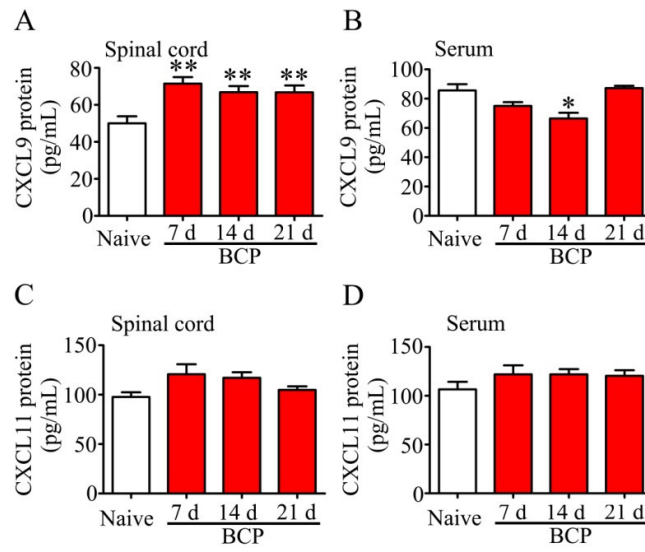 A
Spinal cord
CXCL9 protein
(pg/mL)
80
60
40
20
0
**
**
**
Naive
7 d
14 d
21 d
BCP
B
Serum
CXCL9 protein
(pg/mL)
100
80
60
40
20
0
*
Naive
7 d
14 d
21 d
BCP
C
Spinal cord
CXCL11 protein
(pg/mL)
150
100
50
0
Naive
7 d
14 d
21 d
BCP
D
Serum
CXCL11 protein
(pg/mL)
150
100
50
0
Naive
7 d
14 d
21 d
BCP